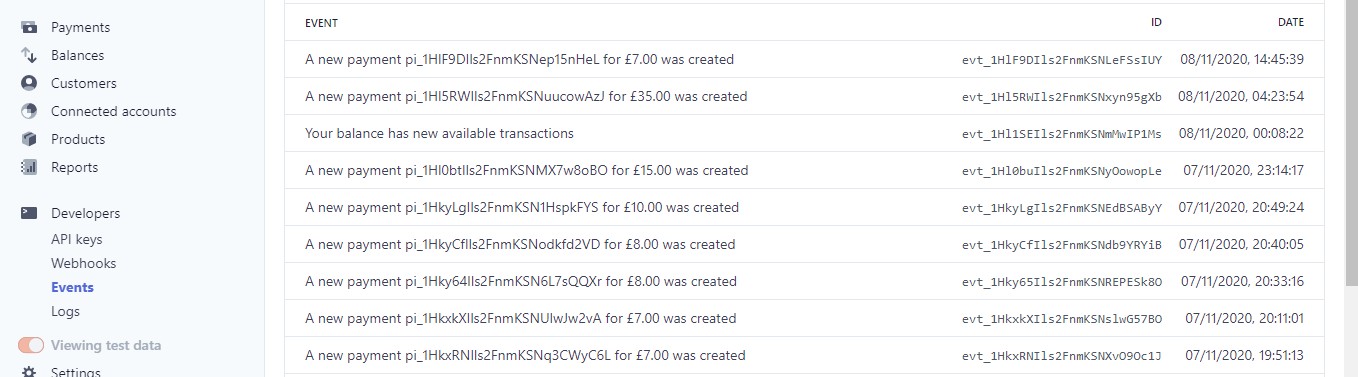 Payments
Balances
Customers
Connected accounts
Products
Reports
Developers
API keys
Webhooks
Events
Logs
Viewing test data
Settings
EVENT ID DATE
A new payment pi_1HlF9DIls2FnmKSNep15nHeL for £7.00 was created evt_1HlF9DIls2FnmKSNLeFSsIUY 08/11/2020, 14:45:39
A new payment pi_1Hl5RWIls2FnmKSNuucowAzJ for £35.00 was created evt_1Hl5RWIls2FnmKSNxyn95gXb 08/11/2020, 04:23:54
Your balance has new available transactions evt_1Hl1SEIls2FnmKSNmMwIP1Ms 08/11/2020, 00:08:22
A new payment pi_1Hl0btIls2FnmKSNMX7w8oBO for £15.00 was created evt_1Hl0buIls2FnmKSNyOowopLe 07/11/2020, 23:14:17
A new payment pi_1HkyLgIls2FnmKSN1HspkFYS for £10.00 was created evt_1HkyLgIls2FnmKSNEdBSAByY 07/11/2020, 20:49:24
A new payment pi_1HkyCfIls2FnmKSNodkfd2VD for £8.00 was created evt_1HkyCfIls2FnmKSNdb9YRYiB 07/11/2020, 20:40:05
A new payment pi_1Hky64Ils2FnmKSN6L7sQQXr for £8.00 was created evt_1Hky65Ils2FnmKSNREPESk8O 07/11/2020, 20:33:16
A new payment pi_1HkxkXIls2FnmKSNUIwJw2vA for £7.00 was created evt_1HkxkXIls2FnmKSNslwG57BO 07/11/2020, 20:11:01
A new payment pi_1HkxRNIls2FnmKSNq3CWyC6L for £7.00 was created evt_1HkxRNIls2FnmKSNXvO9Oc1J 07/11/2020, 19:51:13